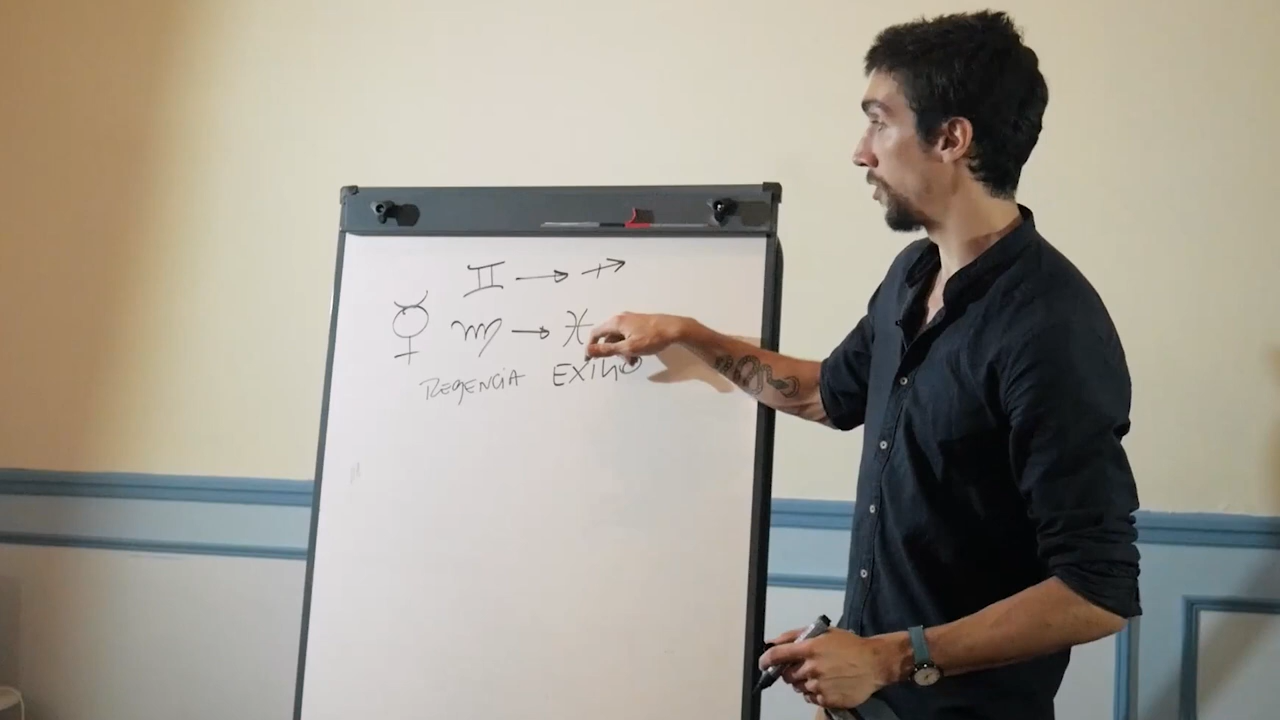 ♊ → ♐
☿ ♍ → ♓
REGENCIA EXILIO